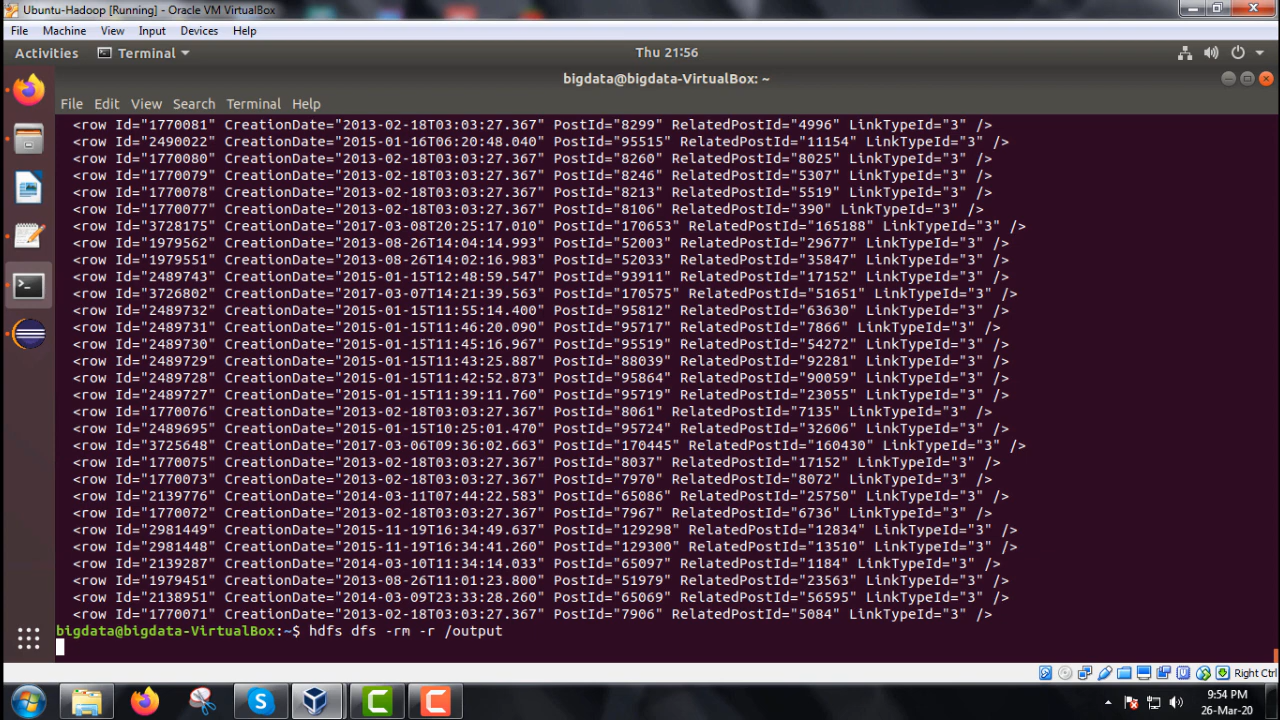 Ubuntu-Hadoop [Running] - Oracle VM VirtualBox
File Machine View Input Devices Help
Activities Terminal Thu 21:56
bigdata@bigdata-VirtualBox: ~
File Edit View Search Terminal Help
<row Id="1770081" CreationDate="2013-02-18T03:03:27.367" PostId="8299" RelatedPostId="4996" LinkTypeId="3" />
<row Id="2490022" CreationDate="2015-01-16T06:20:48.040" PostId="95515" RelatedPostId="11154" LinkTypeId="3" />
<row Id="1770080" CreationDate="2013-02-18T03:03:27.367" PostId="8260" RelatedPostId="8025" LinkTypeId="3" />
<row Id="1770079" CreationDate="2013-02-18T03:03:27.367" PostId="8246" RelatedPostId="5307" LinkTypeId="3" />
<row Id="1770078" CreationDate="2013-02-18T03:03:27.367" PostId="8213" RelatedPostId="5519" LinkTypeId="3" />
<row Id="1770077" CreationDate="2013-02-18T03:03:27.367" PostId="8106" RelatedPostId="390" LinkTypeId="3" />
<row Id="3728175" CreationDate="2017-03-08T20:25:17.010" PostId="170653" RelatedPostId="165188" LinkTypeId="3" />
<row Id="1979562" CreationDate="2013-08-26T14:04:14.993" PostId="52003" RelatedPostId="29677" LinkTypeId="3" />
<row Id="1979551" CreationDate="2013-08-26T14:02:16.983" PostId="52033" RelatedPostId="35847" LinkTypeId="3" />
<row Id="2489743" CreationDate="2015-01-15T12:48:59.547" PostId="93911" RelatedPostId="17152" LinkTypeId="3" />
<row Id="3726802" CreationDate="2017-03-07T14:21:39.563" PostId="170575" RelatedPostId="51651" LinkTypeId="3" />
<row Id="2489732" CreationDate="2015-01-15T11:55:14.400" PostId="95812" RelatedPostId="63630" LinkTypeId="3" />
<row Id="2489731" CreationDate="2015-01-15T11:46:20.090" PostId="95717" RelatedPostId="7866" LinkTypeId="3" />
<row Id="2489730" CreationDate="2015-01-15T11:45:16.967" PostId="95519" RelatedPostId="54272" LinkTypeId="3" />
<row Id="2489729" CreationDate="2015-01-15T11:43:25.887" PostId="88039" RelatedPostId="92281" LinkTypeId="3" />
<row Id="2489728" CreationDate="2015-01-15T11:42:52.873" PostId="95864" RelatedPostId="90059" LinkTypeId="3" />
<row Id="2489727" CreationDate="2015-01-15T11:39:11.760" PostId="95719" RelatedPostId="23055" LinkTypeId="3" />
<row Id="1770076" CreationDate="2013-02-18T03:03:27.367" PostId="8061" RelatedPostId="7135" LinkTypeId="3" />
<row Id="2489695" CreationDate="2015-01-15T10:25:01.470" PostId="95724" RelatedPostId="32606" LinkTypeId="3" />
<row Id="3725648" CreationDate="2017-03-06T09:36:02.663" PostId="170445" RelatedPostId="160430" LinkTypeId="3" />
<row Id="1770075" CreationDate="2013-02-18T03:03:27.367" PostId="8037" RelatedPostId="17152" LinkTypeId="3" />
<row Id="1770073" CreationDate="2013-02-18T03:03:27.367" PostId="7970" RelatedPostId="8072" LinkTypeId="3" />
<row Id="2139776" CreationDate="2014-03-11T07:44:22.583" PostId="65086" RelatedPostId="25750" LinkTypeId="3" />
<row Id="1770072" CreationDate="2013-02-18T03:03:27.367" PostId="7967" RelatedPostId="6736" LinkTypeId="3" />
<row Id="2981449" CreationDate="2015-11-19T16:34:49.637" PostId="129298" RelatedPostId="12834" LinkTypeId="3" />
<row Id="2981448" CreationDate="2015-11-19T16:34:41.260" PostId="129300" RelatedPostId="13510" LinkTypeId="3" />
<row Id="2139287" CreationDate="2014-03-10T11:34:14.033" PostId="65097" RelatedPostId="1184" LinkTypeId="3" />
<row Id="1979451" CreationDate="2013-08-26T11:01:23.800" PostId="51979" RelatedPostId="23563" LinkTypeId="3" />
<row Id="2138951" CreationDate="2014-03-09T23:33:28.260" PostId="65069" RelatedPostId="56595" LinkTypeId="3" />
<row Id="1770071" CreationDate="2013-02-18T03:03:27.367" PostId="7906" RelatedPostId="5084" LinkTypeId="3" />
bigdata@bigdata-VirtualBox:~$ hdfs dfs -rm -r /output
Right Ctrl
9:54 PM
26-Mar-20